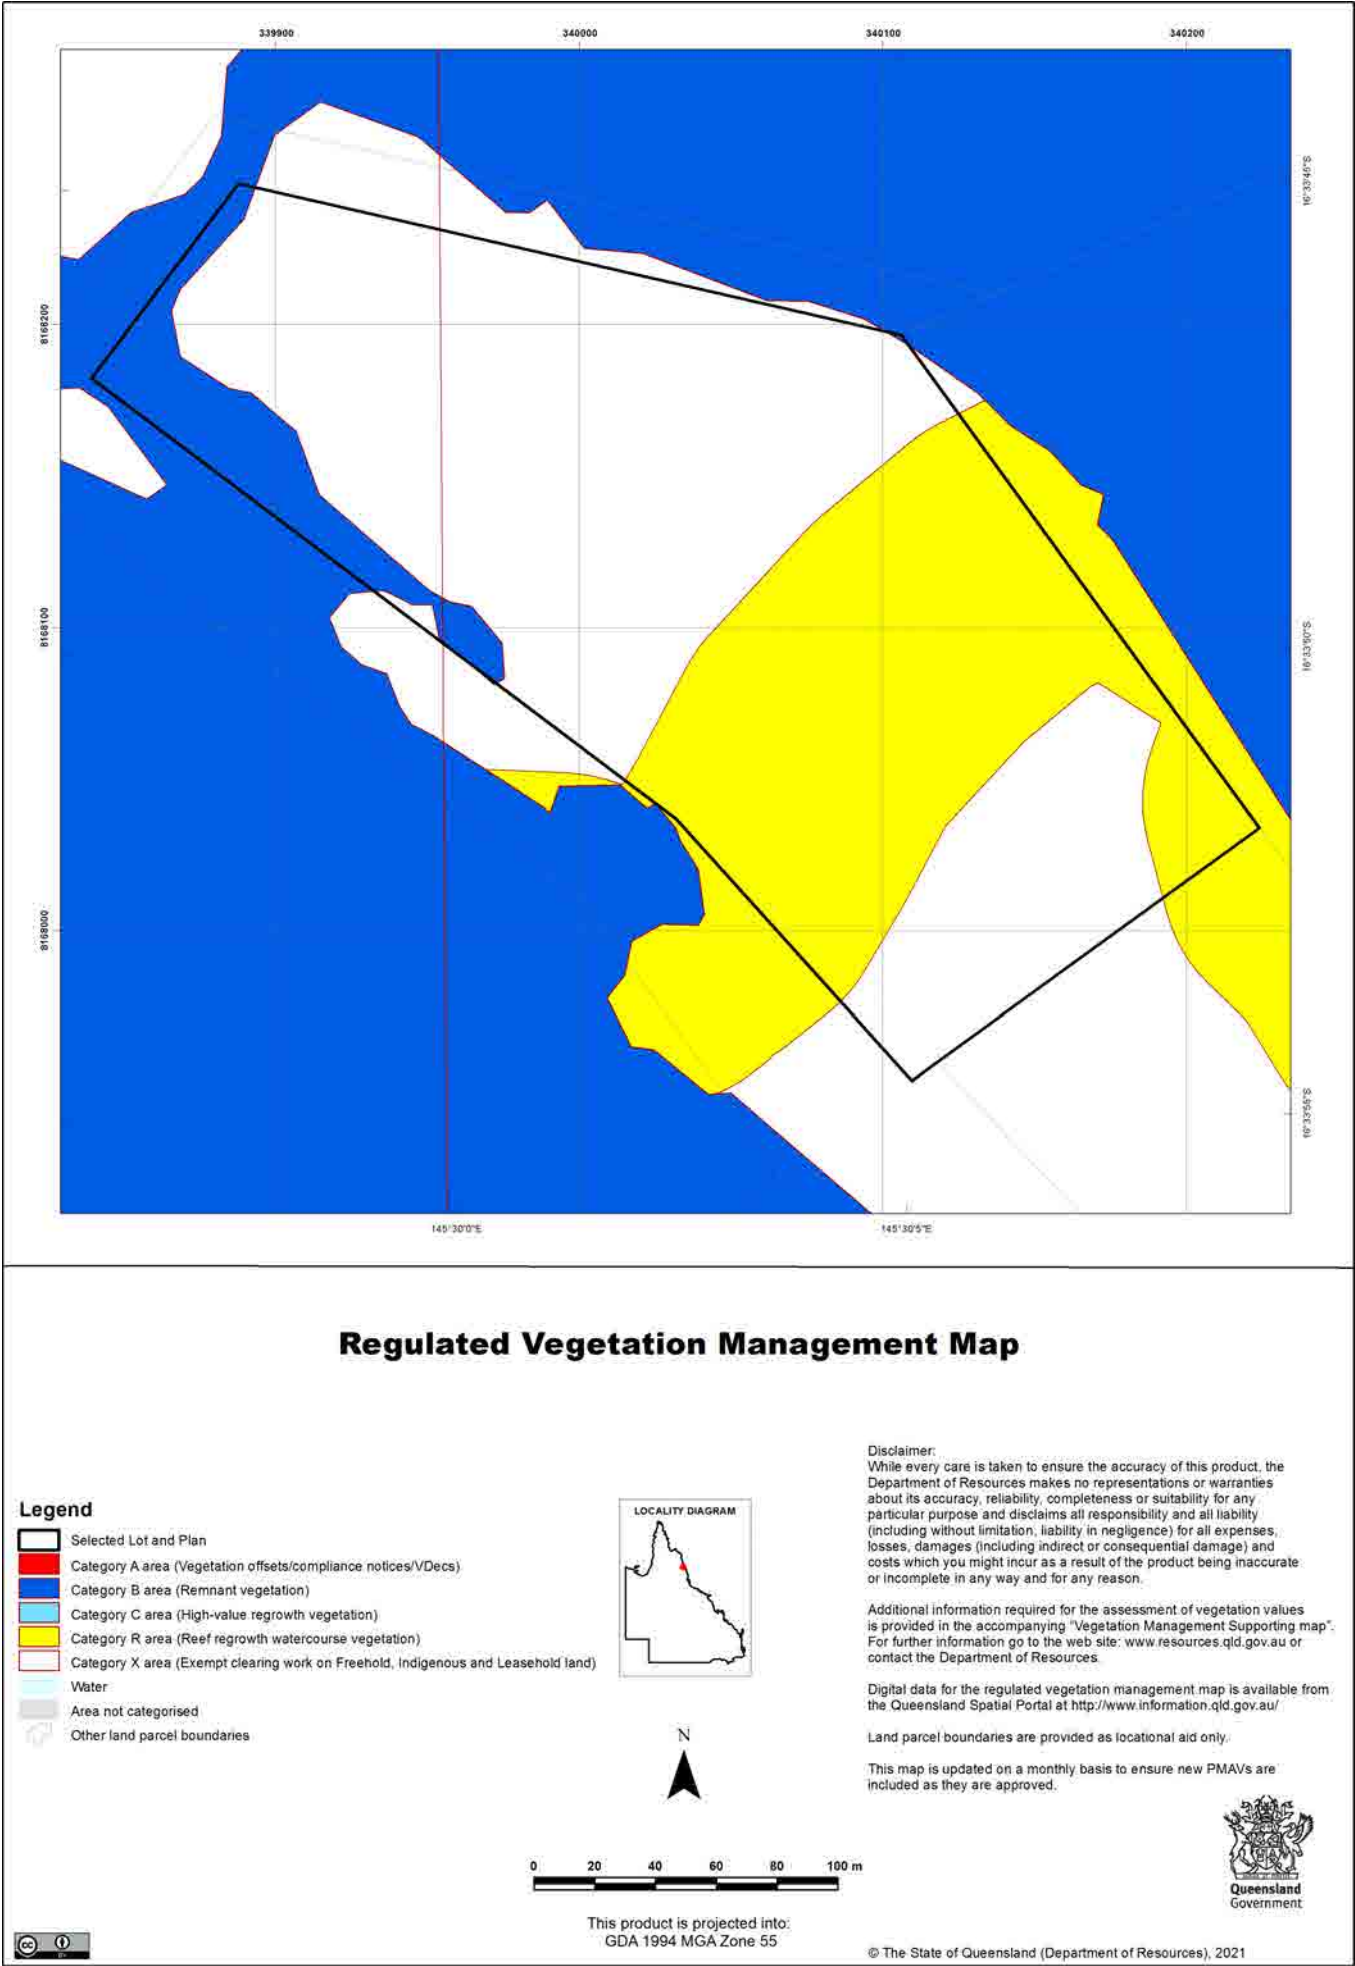 339900
340000
340100
340200
16°33'45"S
8168200
8168100
16°33'50"S
8168000
16°33'55"S
145°30'0"E
145°30'5"E
Regulated Vegetation Management Map
Legend
Selected Lot and Plan
Category A area (Vegetation offsets/compliance notices/VDecs)
Category B area (Remnant vegetation)
Category C area (High-value regrowth vegetation)
Category R area (Reef regrowth watercourse vegetation)
Category X area (Exempt clearing work on Freehold, Indigenous and Leasehold land)
Water
Area not categorised
Other land parcel boundaries
LOCALITY DIAGRAM
N
0 20 40 60 80 100 m
This product is projected into:
GDA 1994 MGA Zone 55
Disclaimer:
While every care is taken to ensure the accuracy of this product, the
Department of Resources makes no representations or warranties
about its accuracy, reliability, completeness or suitability for any
particular purpose and disclaims all responsibility and all liability
(including without limitation, liability in negligence) for all expenses,
losses, damages (including indirect or consequential damage) and
costs which you might incur as a result of the product being inaccurate
or incomplete in any way and for any reason.
Additional information required for the assessment of vegetation values
is provided in the accompanying "Vegetation Management Supporting map".
For further information go to the web site: www.resources.qld.gov.au or
contact the Department of Resources.
Digital data for the regulated vegetation management map is available from
the Queensland Spatial Portal at http://www.information.qld.gov.au/
Land parcel boundaries are provided as locational aid only.
This map is updated on a monthly basis to ensure new PMAVs are
included as they are approved.
Queensland
Government
cc
© The State of Queensland (Department of Resources), 2021